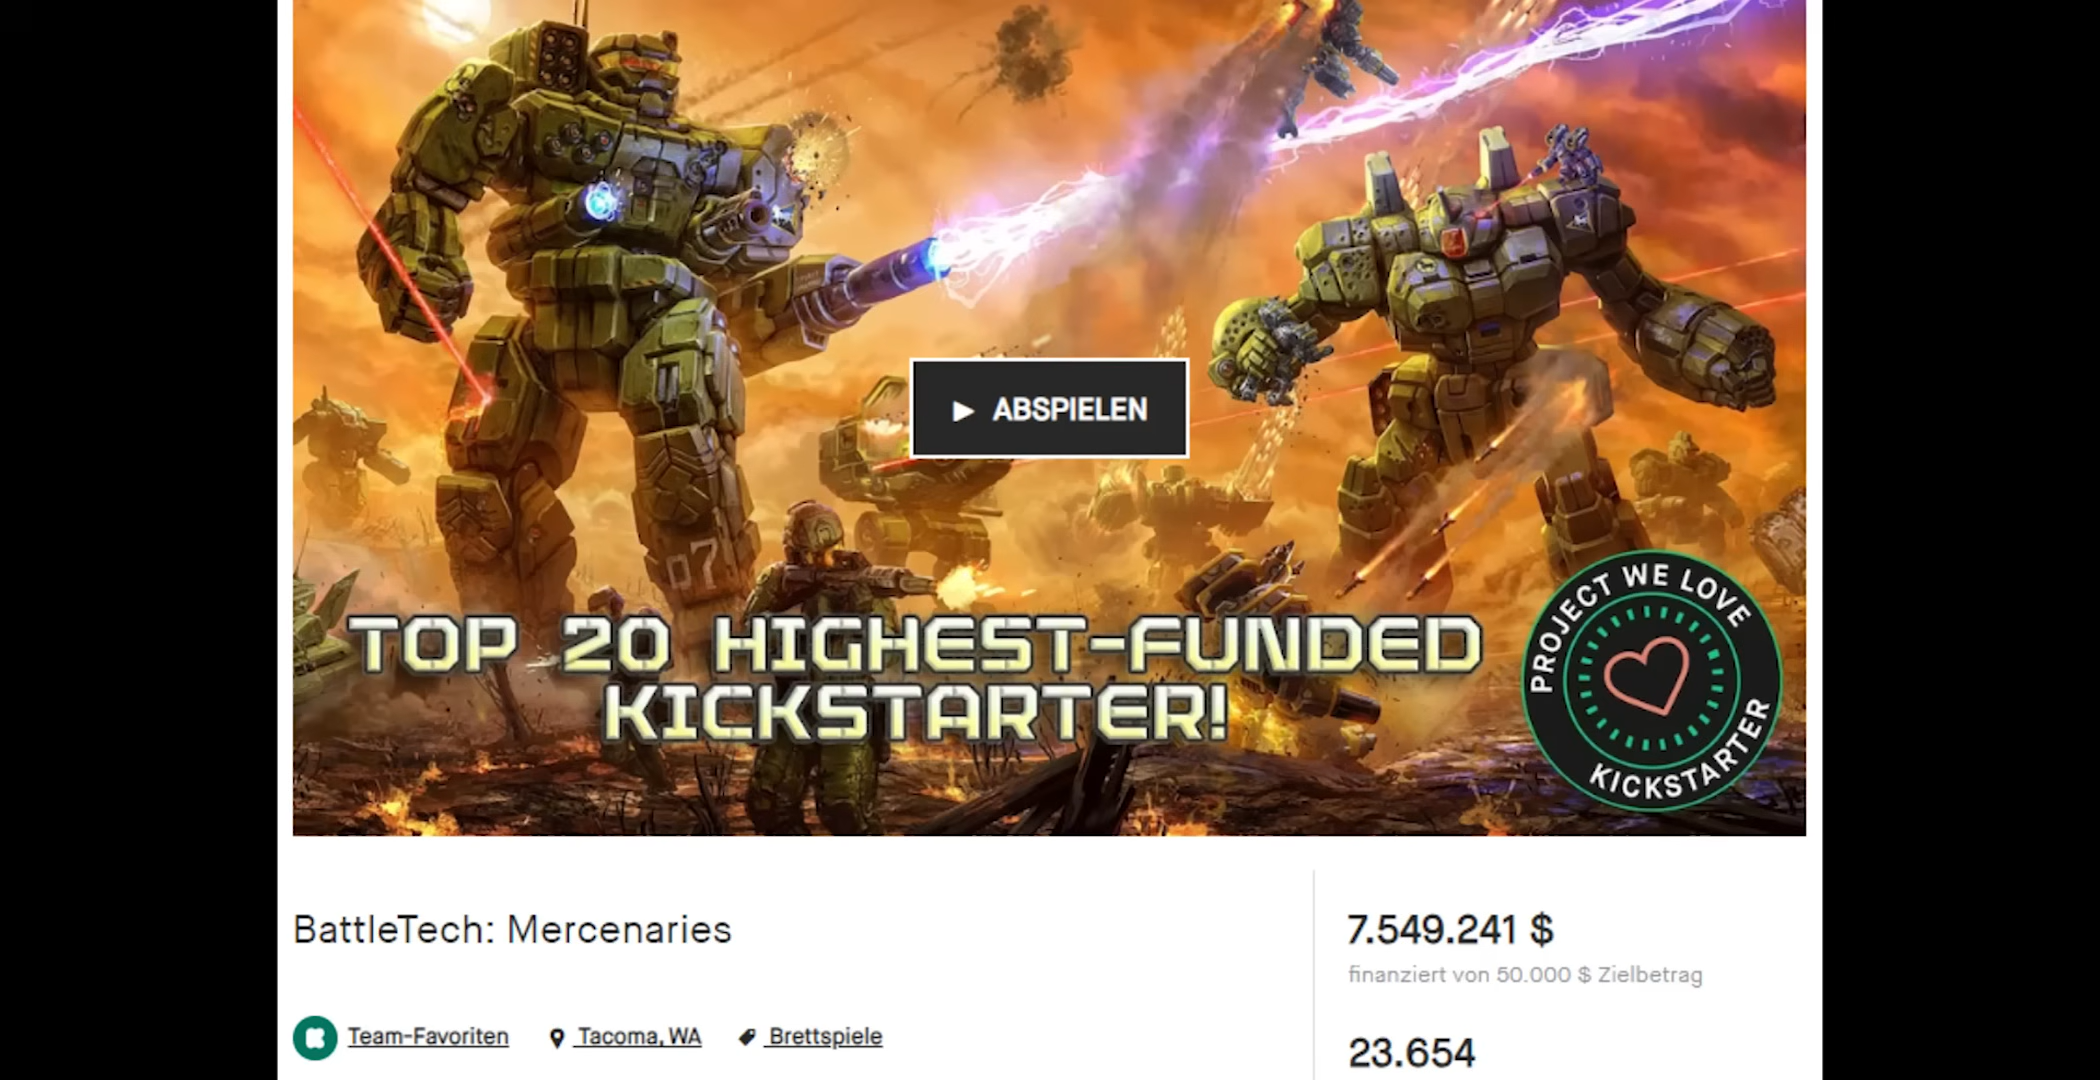 ▶ ABSPIELEN
07
TOP 20 HIGHEST-FUNDED
KICKSTARTER!
PROJECT WE LOVE
KICKSTARTER
BattleTech: Mercenaries
7.549.241 $
finanziert von 50.000 $ Zielbetrag
Team-Favoriten Tacoma, WA Brettspiele
23.654